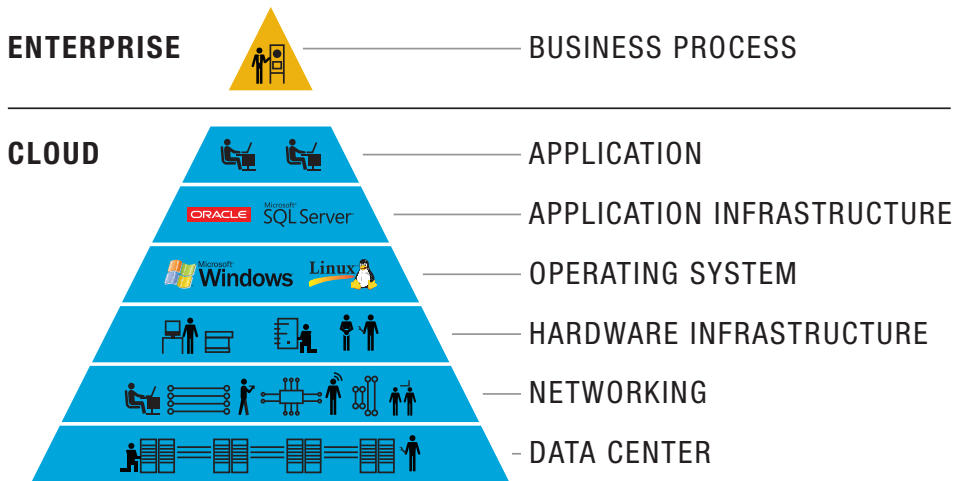 ENTERPRISE
BUSINESS PROCESS
CLOUD
APPLICATION
ORACLE
Microsoft
SQL Server
APPLICATION INFRASTRUCTURE
Microsoft
Windows
Linux
OPERATING SYSTEM
HARDWARE INFRASTRUCTURE
NETWORKING
DATA CENTER